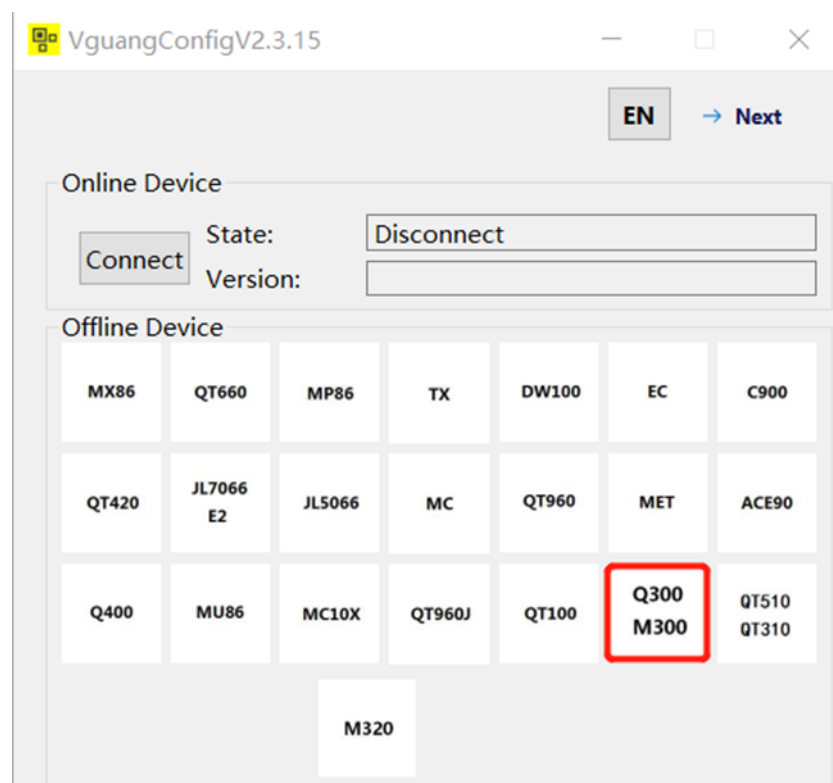 VguangConfigV2.3.15
EN → Next
Online Device
Connect
State: Disconnect
Version:
Offline Device
MX86 QT660 MP86 TX DW100 EC C900
QT420 JL7066 E2 JL5066 MC QT960 MET ACE90
Q400 MU86 MC10X QT960J QT100 Q300 M300 QT510 QT310
M320